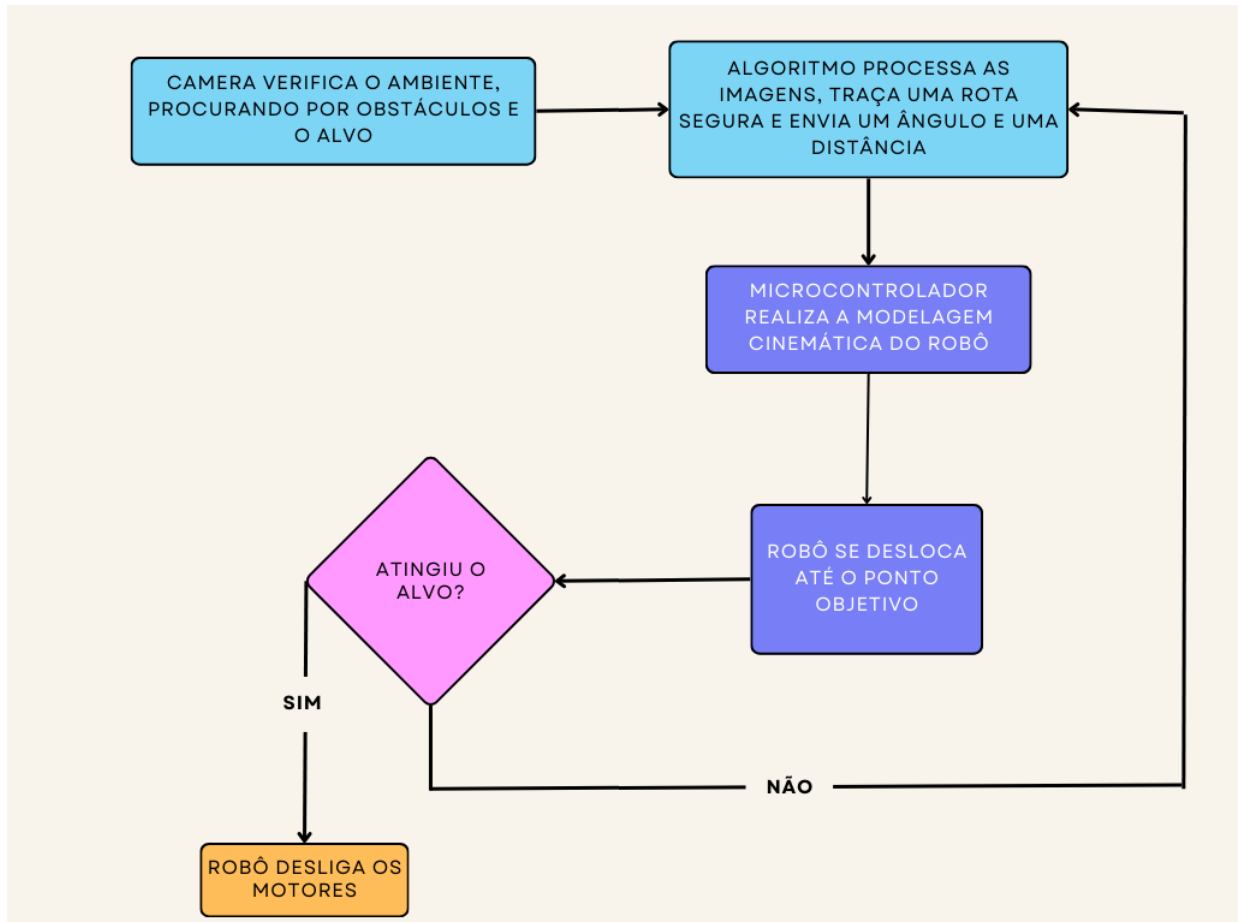 CAMERA VERIFICA O AMBIENTE,
PROCURANDO POR OBSTÁCULOS E
O ALVO
ALGORITMO PROCESSA AS
IMAGENS, TRAÇA UMA ROTA
SEGURA E ENVIA UM ÂNGULO E UMA
DISTÂNCIA
MICROCONTROLADOR
REALIZA A MODELAGEM
CINEMÁTICA DO ROBÔ
ROBÔ SE DESLOCA
ATÉ O PONTO
OBJETIVO
ATINGIU O
ALVO?
SIM
NÃO
ROBÔ DESLIGA OS
MOTORES